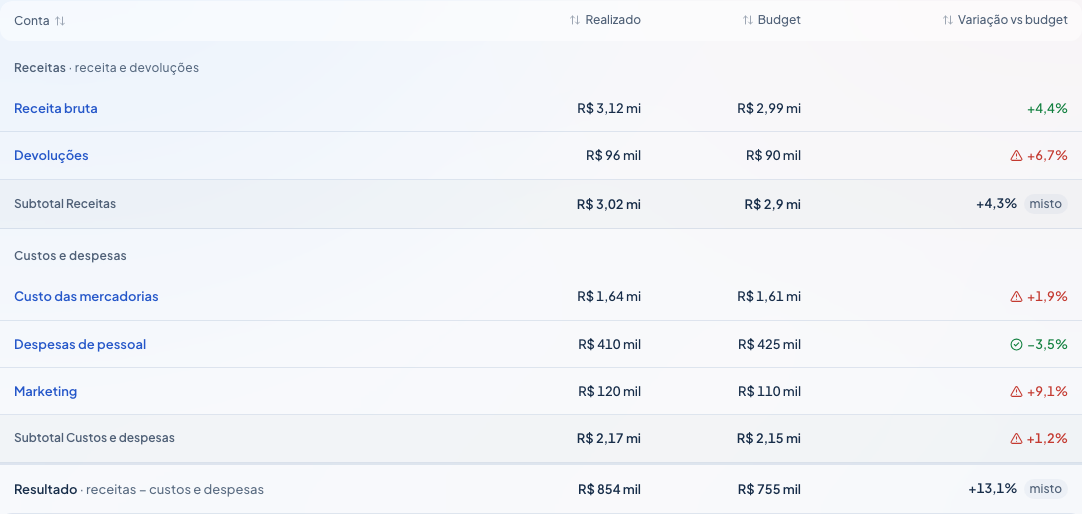 Conta Realizado Budget Variação vs budget
Receitas · receita e devoluções
Receita bruta R$ 3,12 mi R$ 2,99 mi +4,4%
Devoluções R$ 96 mil R$ 90 mil +6,7%
Subtotal Receitas R$ 3,02 mi R$ 2,9 mi +4,3% misto
Custos e despesas
Custo das mercadorias R$ 1,64 mi R$ 1,61 mi +1,9%
Despesas de pessoal R$ 410 mil R$ 425 mil −3,5%
Marketing R$ 120 mil R$ 110 mil +9,1%
Subtotal Custos e despesas R$ 2,17 mi R$ 2,15 mi +1,2%
Resultado · receitas − custos e despesas R$ 854 mil R$ 755 mil +13,1% misto